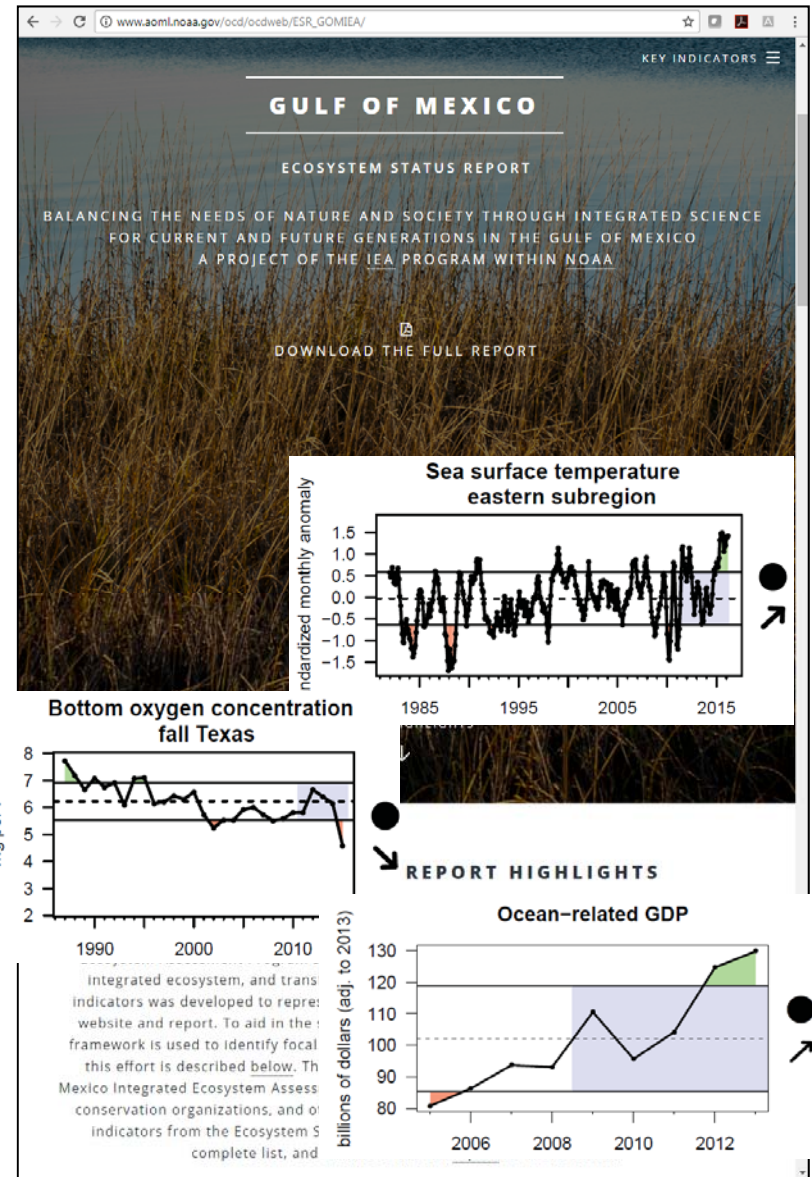 www.aoml.noaa.gov/ocd/ocdweb/ESR_GOMIEA/
KEY INDICATORS
GULF OF MEXICO
ECOSYSTEM STATUS REPORT
BALANCING THE NEEDS OF NATURE AND SOCIETY THROUGH INTEGRATED SCIENCE
FOR CURRENT AND FUTURE GENERATIONS IN THE GULF OF MEXICO
A PROJECT OF THE IEA PROGRAM WITHIN NOAA
DOWNLOAD THE FULL REPORT
Sea surface temperature
eastern subregion
ndardized monthly anomaly
1.5
1.0
0.5
0.0
−0.5
−1.0
−1.5
1985 1995 2005 2015
Bottom oxygen concentration
fall Texas
8
7
6
5
4
3
2
1990 2000 2010
REPORT HIGHLIGHTS
Ocean−related GDP
billions of dollars (adj. to 2013)
130
120
110
100
90
80
2006 2008 2010 2012
integrated ecosystem, and trans
indicators was developed to repres
website and report. To aid in the
framework is used to identify focal
this effort is described below. Th
Mexico Integrated Ecosystem Assess
conservation organizations, and
indicators from the Ecosystem S
complete list, and